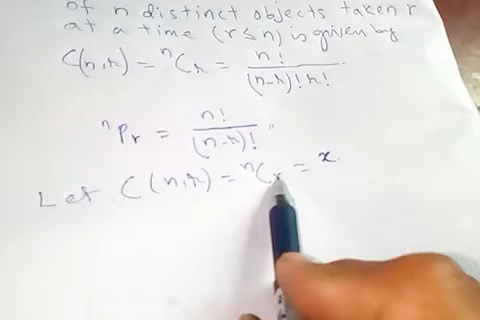 of n distinct objects taken r
at a time (r ≤ n) is given by
C(n,r) = ⁿCᵣ = n! / (n-r)! r!
ⁿPᵣ = n! / (n-r)!
Let C(n,r) = ⁿCᵣ = x.